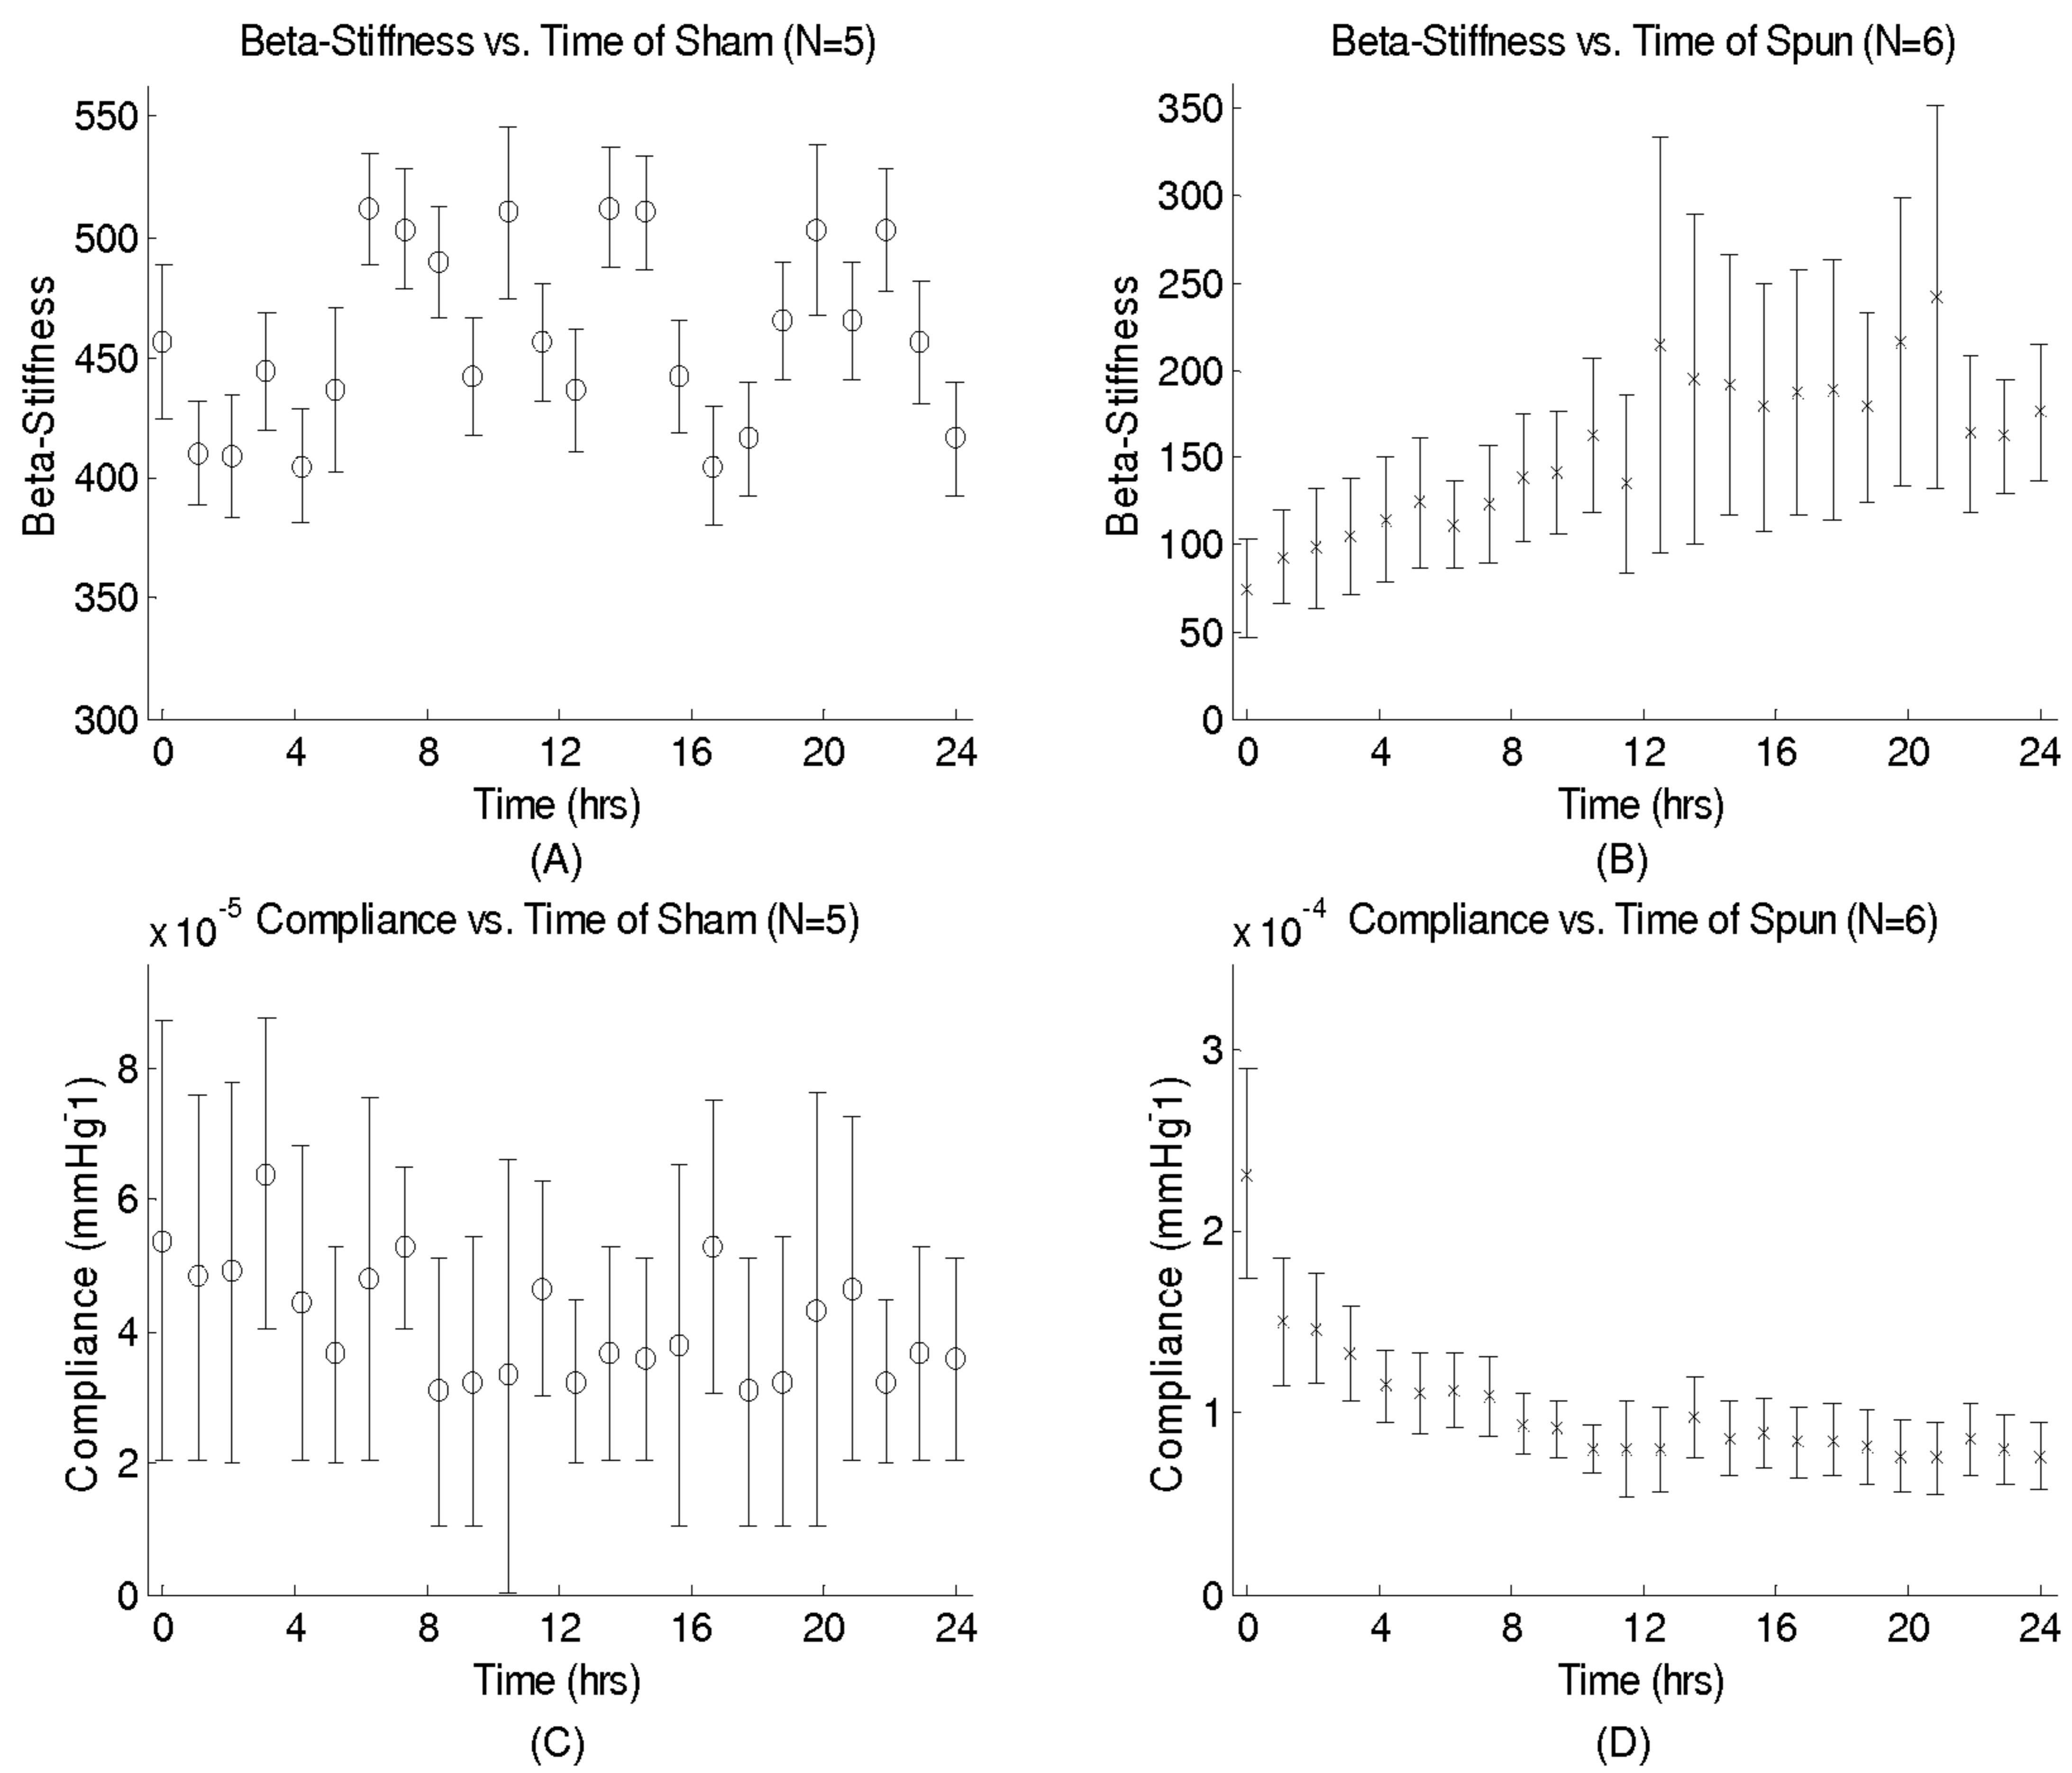 Beta-Stiffness vs. Time of Sham (N=5)
550
500
450
400
350
300
Beta-Stiffness
0 4 8 12 16 20 24
Time (hrs)
(A)
Beta-Stiffness vs. Time of Spun (N=6)
350
300
250
200
150
100
50
0
Beta-Stiffness
0 4 8 12 16 20 24
Time (hrs)
(B)
x 10-5 Compliance vs. Time of Sham (N=5)
8
6
4
2
0
Compliance (mmHg-1)
0 4 8 12 16 20 24
Time (hrs)
(C)
x 10-4 Compliance vs. Time of Spun (N=6)
3
2
1
0
Compliance (mmHg-1)
0 4 8 12 16 20 24
Time (hrs)
(D)